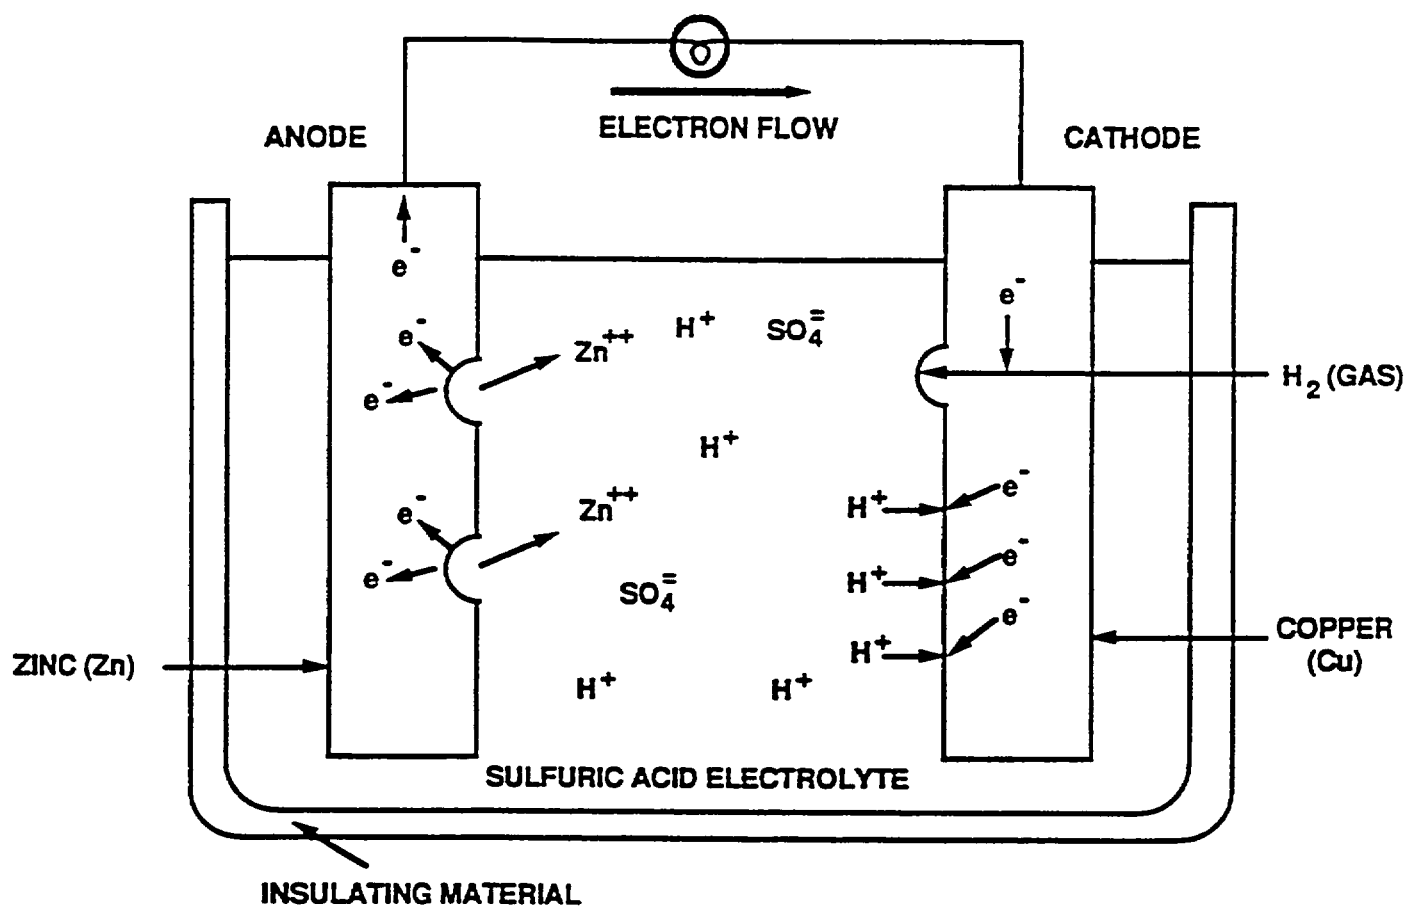 ELECTRON FLOW
ANODE
CATHODE
e⁻
e⁻
e⁻
Zn⁺⁺
H⁺
SO₄⁼
e⁻
H₂ (GAS)
H⁺
e⁻
e⁻
Zn⁺⁺
H⁺
e⁻
H⁺
e⁻
H⁺
e⁻
SO₄⁼
ZINC (Zn)
COPPER
(Cu)
H⁺
H⁺
SULFURIC ACID ELECTROLYTE
INSULATING MATERIAL